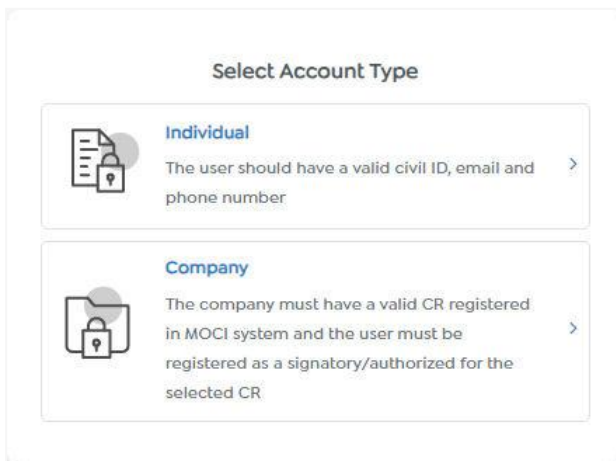 Select Account Type
Individual
The user should have a valid civil ID, email and
phone number
Company
The company must have a valid CR registered
in MOCI system and the user must be
registered as a signatory/authorized for the
selected CR